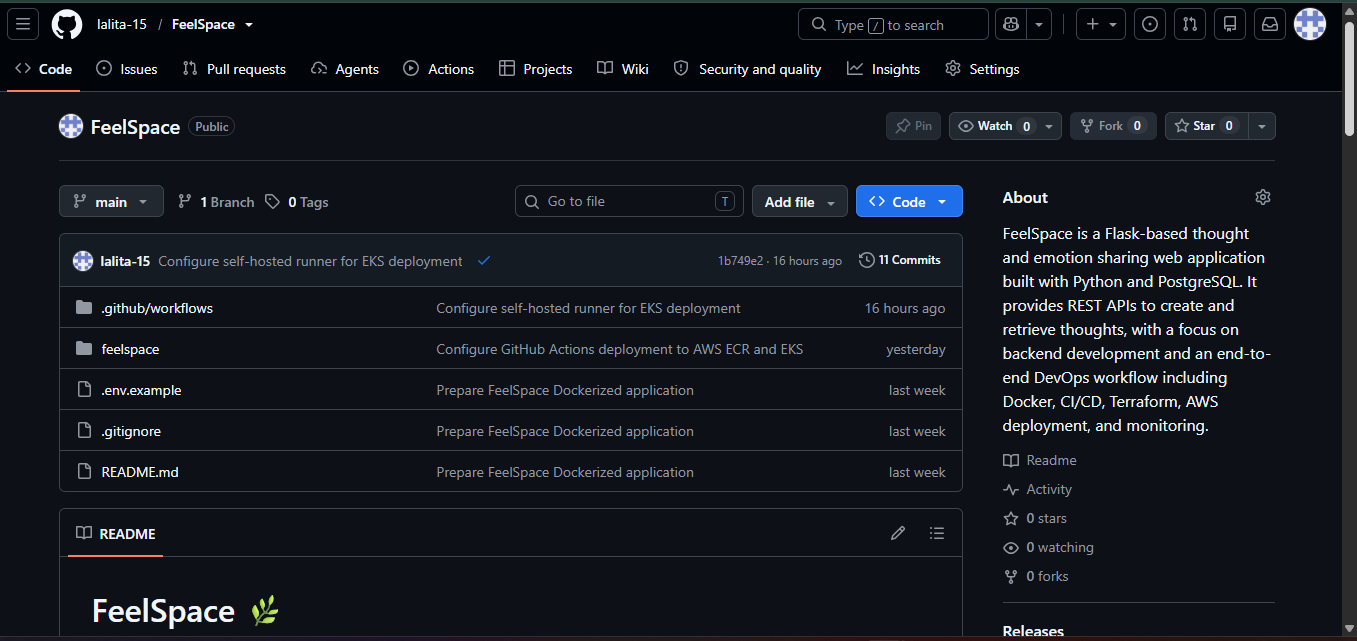 lalita-15 / FeelSpace
Type / to search
Code Issues Pull requests Agents Actions Projects Wiki Security and quality Insights Settings
FeelSpace Public
Pin Watch 0 Fork 0 Star 0
main 1 Branch 0 Tags Go to file T Add file Code
lalita-15 Configure self-hosted runner for EKS deployment 1b749e2 · 16 hours ago 11 Commits
.github/workflows Configure self-hosted runner for EKS deployment 16 hours ago
feelspace Configure GitHub Actions deployment to AWS ECR and EKS yesterday
.env.example Prepare FeelSpace Dockerized application last week
.gitignore Prepare FeelSpace Dockerized application last week
README.md Prepare FeelSpace Dockerized application last week
README
FeelSpace
About
FeelSpace is a Flask-based thought
and emotion sharing web application
built with Python and PostgreSQL. It
provides REST APIs to create and
retrieve thoughts, with a focus on
backend development and an end-to-
end DevOps workflow including
Docker, CI/CD, Terraform, AWS
deployment, and monitoring.
Readme
Activity
0 stars
0 watching
0 forks
Releases